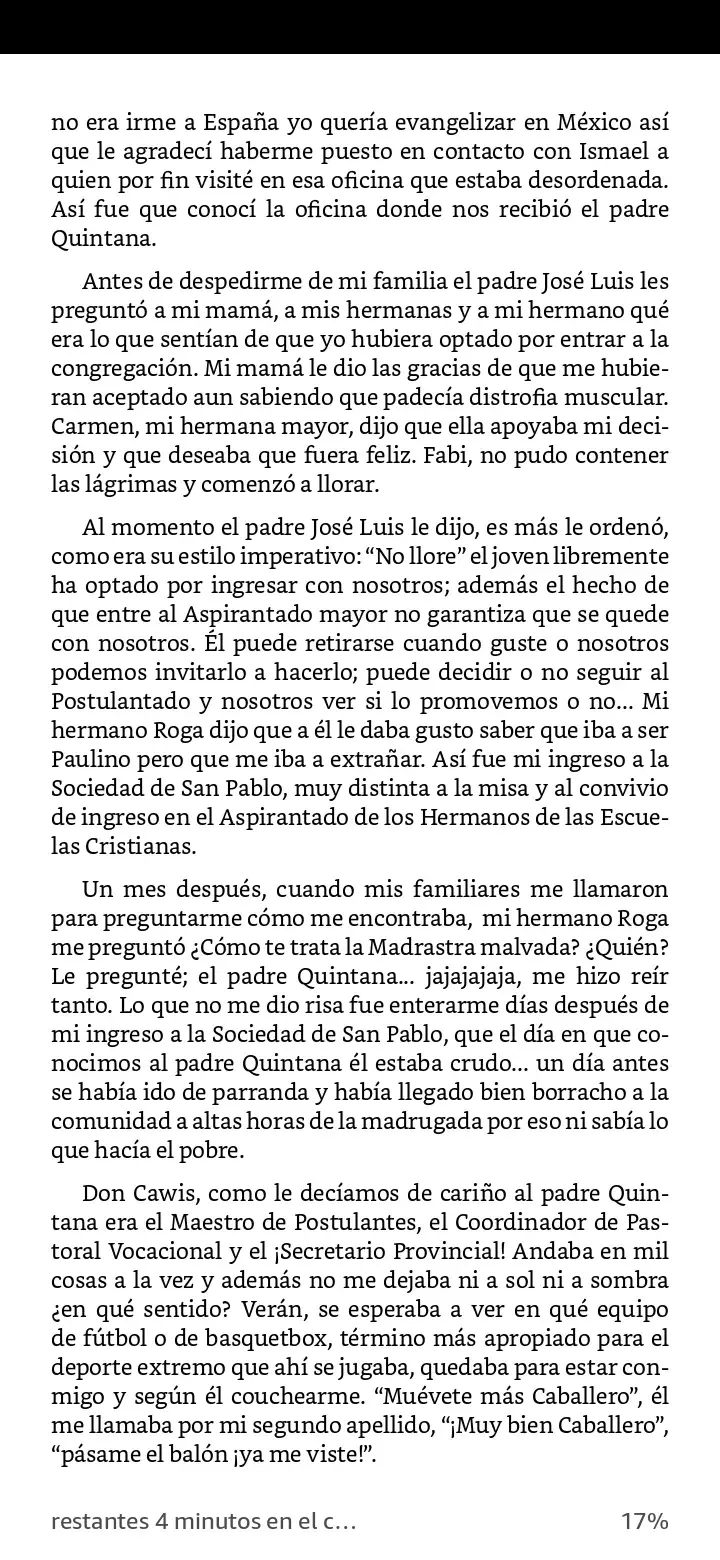 no era irme a España yo quería evangelizar en México así
que le agradecí haberme puesto en contacto con Ismael a
quien por fin visité en esa oficina que estaba desordenada.
Así fue que conocí la oficina donde nos recibió el padre
Quintana.
Antes de despedirme de mi familia el padre José Luis les
preguntó a mi mamá, a mis hermanas y a mi hermano qué
era lo que sentían de que yo hubiera optado por entrar a la
congregación. Mi mamá le dio las gracias de que me hubie-
ran aceptado aun sabiendo que padecía distrofia muscular.
Carmen, mi hermana mayor, dijo que ella apoyaba mi deci-
sión y que deseaba que fuera feliz. Fabi, no pudo contener
las lágrimas y comenzó a llorar.
Al momento el padre José Luis le dijo, es más le ordenó,
como era su estilo imperativo: “No llore” el joven libremente
ha optado por ingresar con nosotros; además el hecho de
que entre al Aspirantado mayor no garantiza que se quede
con nosotros. Él puede retirarse cuando guste o nosotros
podemos invitarlo a hacerlo; puede decidir o no seguir al
Postulantado y nosotros ver si lo promovemos o no... Mi
hermano Roga dijo que a él le daba gusto saber que iba a ser
Paulino pero que me iba a extrañar. Así fue mi ingreso a la
Sociedad de San Pablo, muy distinta a la misa y al convivio
de ingreso en el Aspirantado de los Hermanos de las Escue-
las Cristianas.
Un mes después, cuando mis familiares me llamaron
para preguntarme cómo me encontraba, mi hermano Roga
me preguntó ¿Cómo te trata la Madrastra malvada? ¿Quién?
Le pregunté; el padre Quintana... jajajajaja, me hizo reír
tanto. Lo que no me dio risa fue enterarme días después de
mi ingreso a la Sociedad de San Pablo, que el día en que co-
nocimos al padre Quintana él estaba crudo... un día antes
se había ido de parranda y había llegado bien borracho a la
comunidad a altas horas de la madrugada por eso ni sabía lo
que hacía el pobre.
Don Cawis, como le decíamos de cariño al padre Quin-
tana era el Maestro de Postulantes, el Coordinador de Pas-
toral Vocacional y el ¡Secretario Provincial! Andaba en mil
cosas a la vez y además no me dejaba ni a sol ni a sombra
¿en qué sentido? Verán, se esperaba a ver en qué equipo
de fútbol o de basquetbox, término más apropiado para el
deporte extremo que ahí se jugaba, quedaba para estar con-
migo y según él couchearme. “Muévete más Caballero”, él
me llamaba por mi segundo apellido, “¡Muy bien Caballero”,
“pásame el balón ¡ya me viste!”.
restantes 4 minutos en el c... 17%